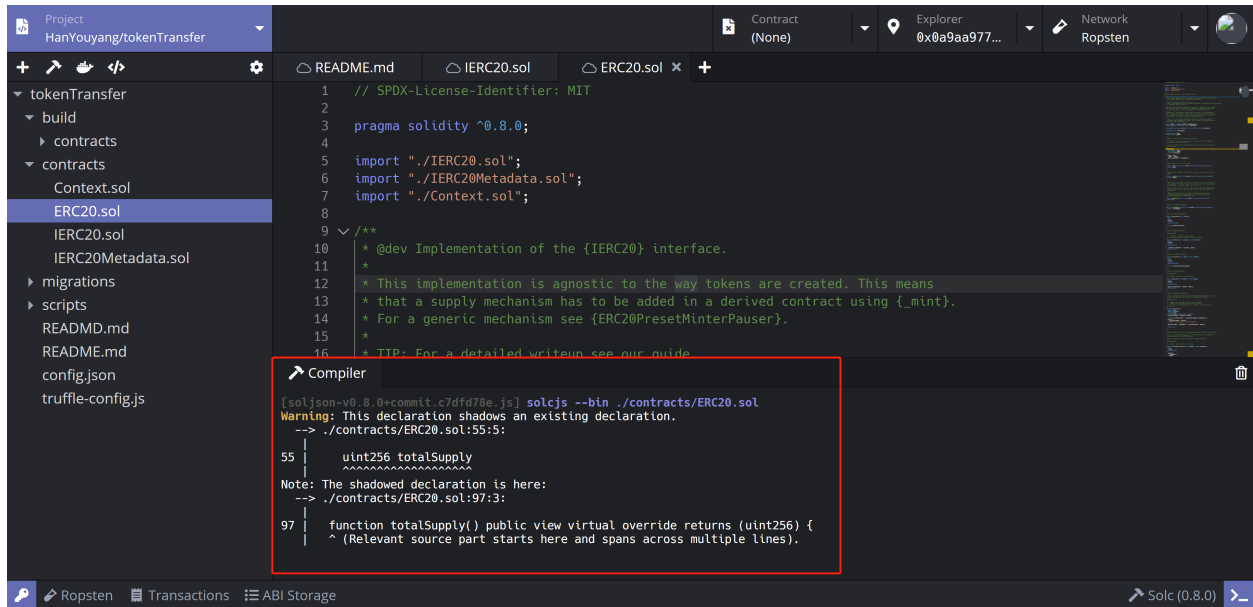 Project
HanYouyang/tokenTransfer
Contract
(None)
Explorer
0x0a9aa977...
Network
Ropsten
README.md
IERC20.sol
ERC20.sol
tokenTransfer
build
contracts
contracts
Context.sol
ERC20.sol
IERC20.sol
IERC20Metadata.sol
migrations
scripts
READMD.md
README.md
config.json
truffle-config.js
1 // SPDX-License-Identifier: MIT
2
3 pragma solidity ^0.8.0;
4
5 import "./IERC20.sol";
6 import "./IERC20Metadata.sol";
7 import "./Context.sol";
8
9 /**
10 * @dev Implementation of the {IERC20} interface.
11 *
12 * This implementation is agnostic to the way tokens are created. This means
13 * that a supply mechanism has to be added in a derived contract using {_mint}.
14 * For a generic mechanism see {ERC20PresetMinterPauser}.
15 *
16 * TIP: For a detailed writeup see our guide
Compiler
[soljson-v0.8.0+commit.c7dfd78e.js] solcjs --bin ./contracts/ERC20.sol
Warning: This declaration shadows an existing declaration.
--> ./contracts/ERC20.sol:55:5:
|
55 | uint256 totalSupply
| ^^^^^^^^^^^^^^^^^^^
Note: The shadowed declaration is here:
--> ./contracts/ERC20.sol:97:3:
|
97 | function totalSupply() public view virtual override returns (uint256) {
| ^ (Relevant source part starts here and spans across multiple lines).
Ropsten
Transactions
ABI Storage
Solc (0.8.0)